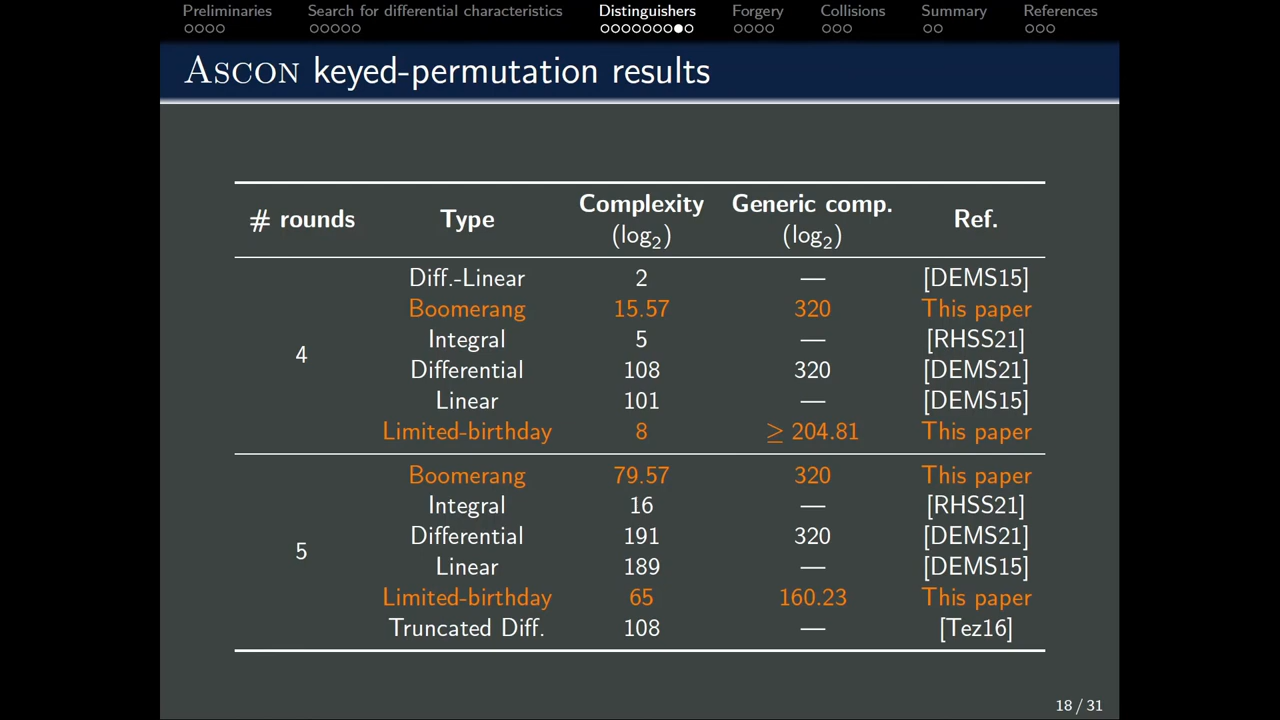 Preliminaries Search for differential characteristics Distinguishers Forgery Collisions Summary References
ASCON keyed-permutation results
# rounds Type Complexity (log₂) Generic comp. (log₂) Ref.
4
Diff.-Linear 2 — [DEMS15]
Boomerang 15.57 320 This paper
Integral 5 — [RHSS21]
Differential 108 320 [DEMS21]
Linear 101 — [DEMS15]
Limited-birthday 8 ≥ 204.81 This paper
5
Boomerang 79.57 320 This paper
Integral 16 — [RHSS21]
Differential 191 320 [DEMS21]
Linear 189 — [DEMS15]
Limited-birthday 65 160.23 This paper
Truncated Diff. 108 — [Tez16]
18 / 31